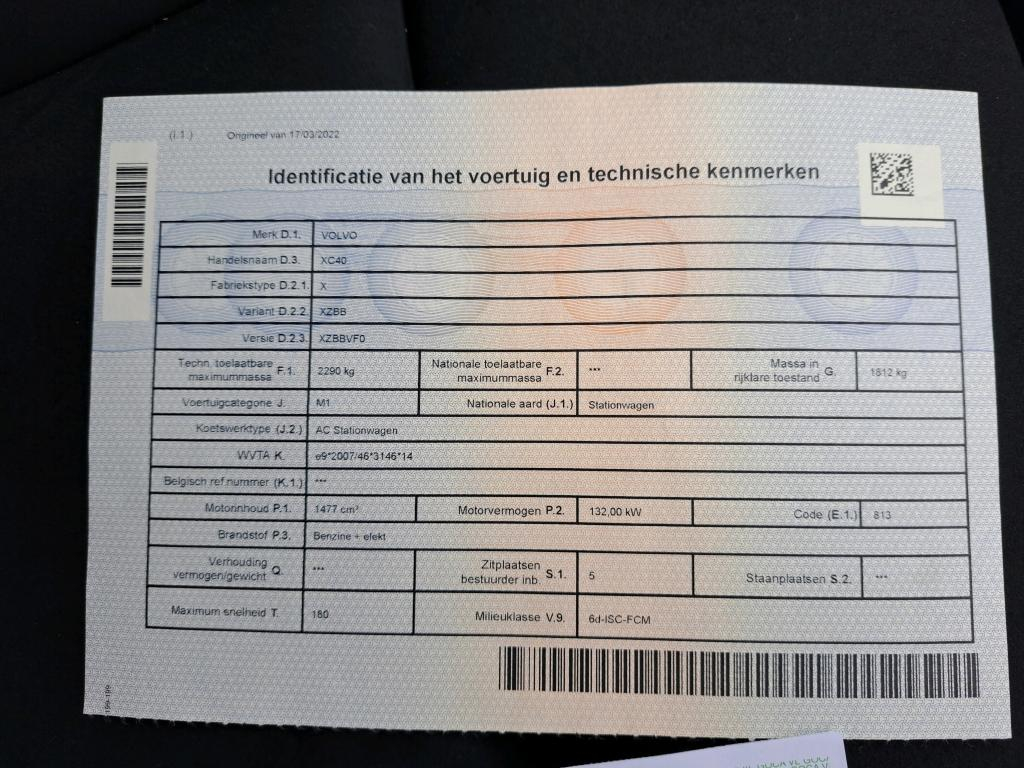 (I.1.) Origineel van 17/03/2022
Identificatie van het voertuig en technische kenmerken
Merk D.1. VOLVO
Handelsnaam D.3. XC40
Fabriekstype D.2.1. X
Variant D.2.2. XZBB
Versie D.2.3. XZBBVF0
Techn. toelaatbare maximummassa F.1. 2290 kg Nationale toelaatbare maximummassa F.2. *** Massa in rijklare toestand G. 1812 kg
Voertuigcategorie J. M1 Nationale aard (J.1.) Stationwagen
Koetswerktype (J.2.) AC Stationwagen
WVTA K. e9*2007/46*3146*14
Belgisch ref nummer (K.1.) ***
Motorinhoud P.1. 1477 cm³ Motorvermogen P.2. 132,00 kW Code (E.1.) 813
Brandstof P.3. Benzine + elekt
Verhouding vermogen/gewicht Q. *** Zitplaatsen bestuurder inb. S.1. 5 Staanplaatsen S.2. ***
Maximum snelheid T. 180 Milieuklasse V.9. 6d-ISC-FCM
199-199